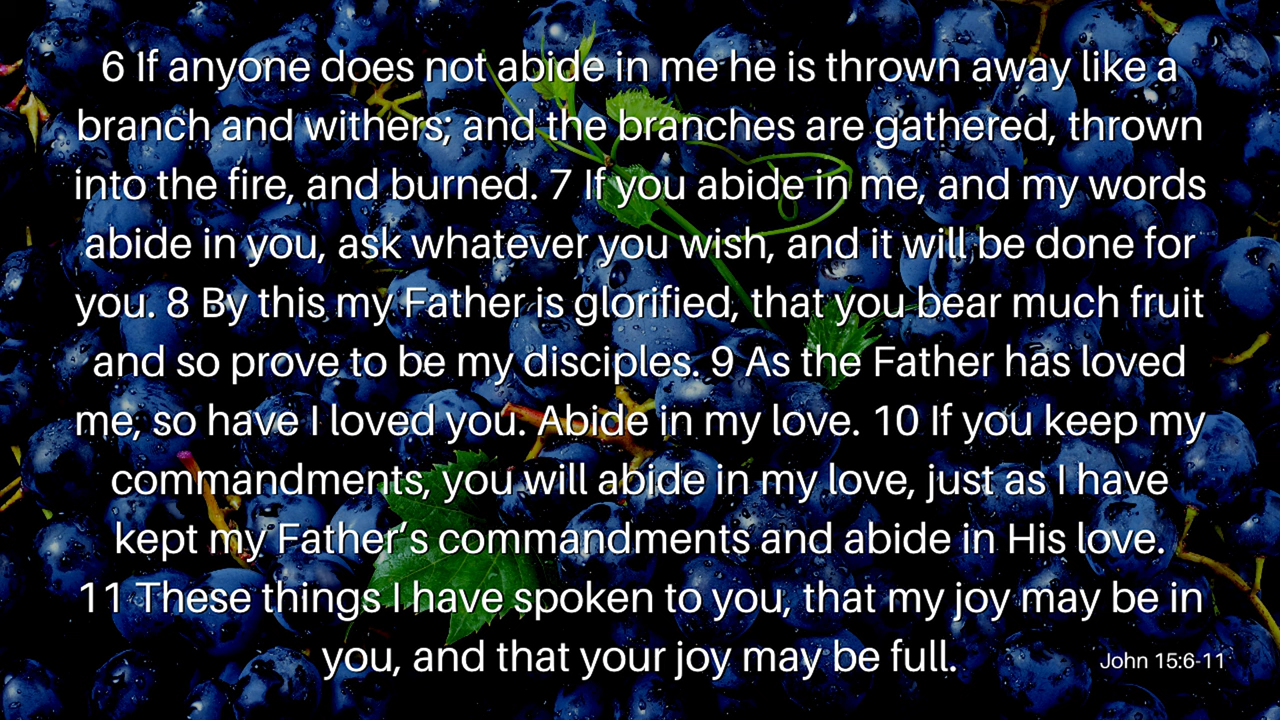 6 If anyone does not abide in me he is thrown away like a
branch and withers; and the branches are gathered, thrown
into the fire, and burned. 7 If you abide in me, and my words
abide in you, ask whatever you wish, and it will be done for
you. 8 By this my Father is glorified, that you bear much fruit
and so prove to be my disciples. 9 As the Father has loved
me, so have I loved you. Abide in my love. 10 If you keep my
commandments, you will abide in my love, just as I have
kept my Father’s commandments and abide in His love.
11 These things I have spoken to you, that my joy may be in
you, and that your joy may be full.
John 15:6-11